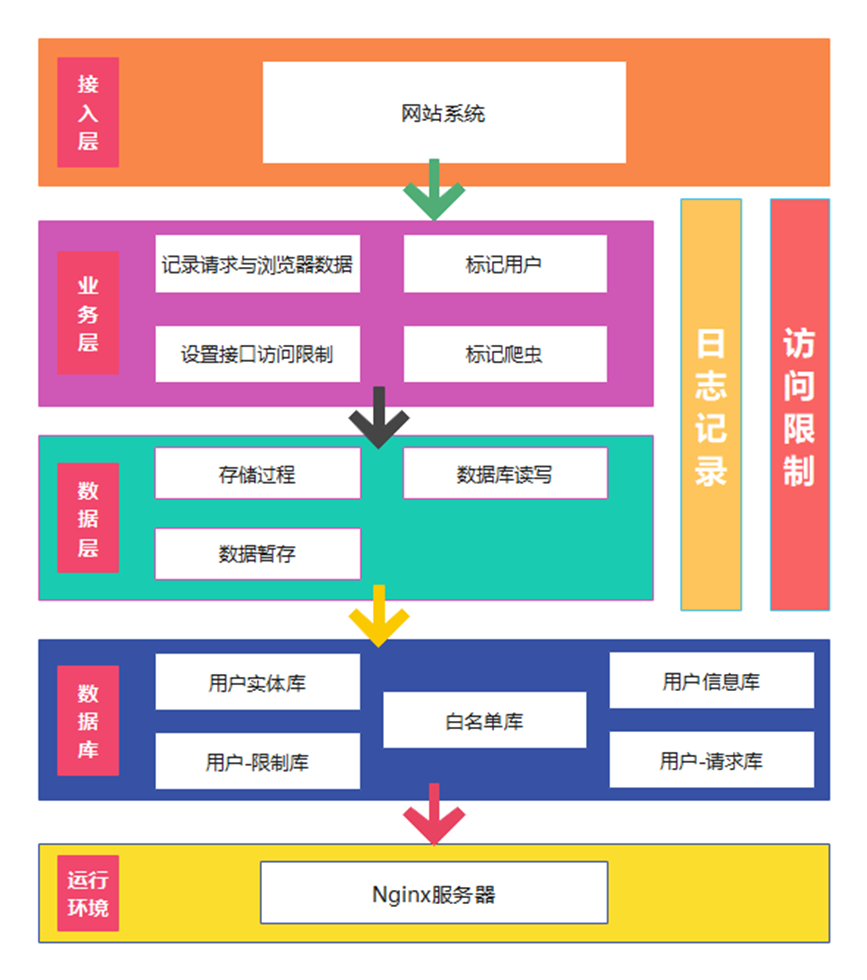 接入层
网站系统
业务层
记录请求与浏览器数据
标记用户
设置接口访问限制
标记爬虫
日志记录
访问限制
数据层
存储过程
数据库读写
数据暂存
数据库
用户实体库
用户信息库
白名单库
用户-限制库
用户-请求库
运行
环境
Nginx服务器